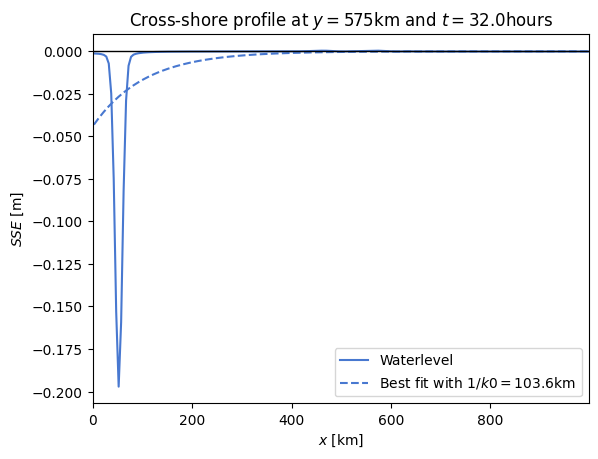 Cross-shore profile at y = 575km and t = 32.0hours
0.000
−0.025
−0.050
−0.075
−0.100
−0.125
−0.150
−0.175
−0.200
SSE [m]
0 200 400 600 800
x [km]
Waterlevel
Best fit with 1/k0 = 103.6km